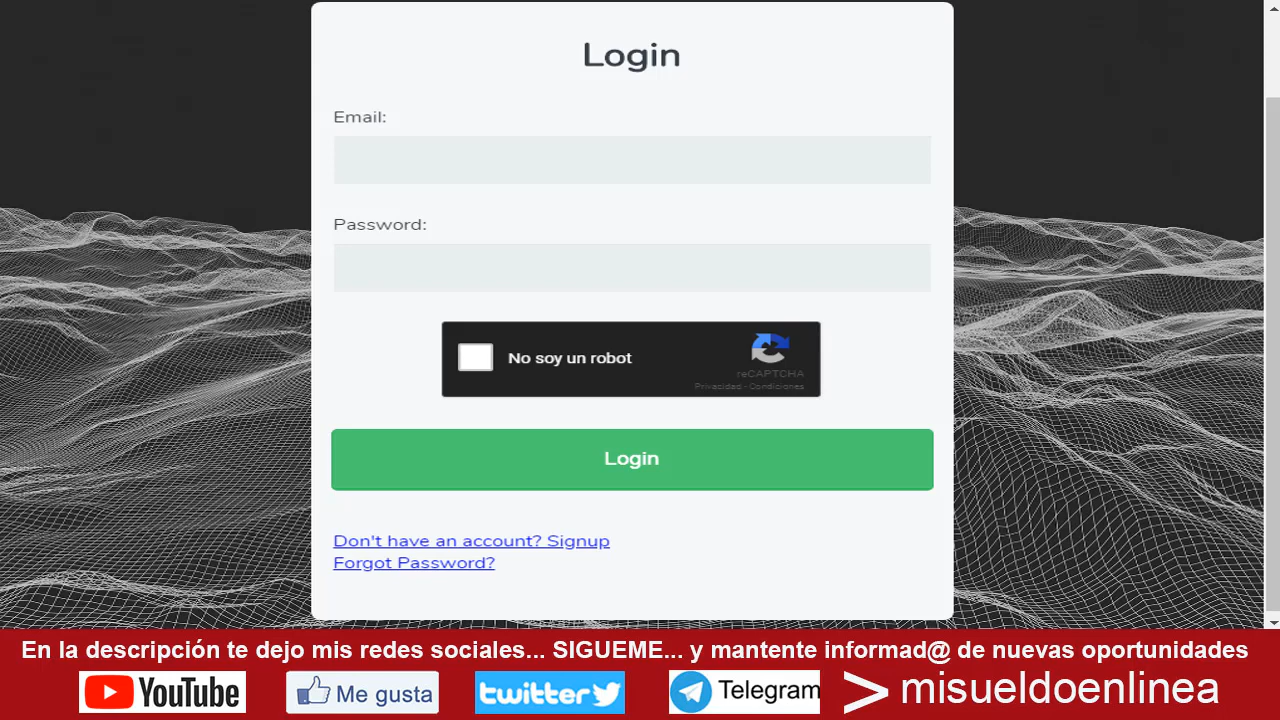 Login
Email:
Password:
No soy un robot
reCAPTCHA
Privacidad - Condiciones
Login
Don't have an account? Signup
Forgot Password?
En la descripción te dejo mis redes sociales... SIGUEME... y mantente informad@ de nuevas oportunidades
YouTube Me gusta twitter Telegram > misueldoenlinea